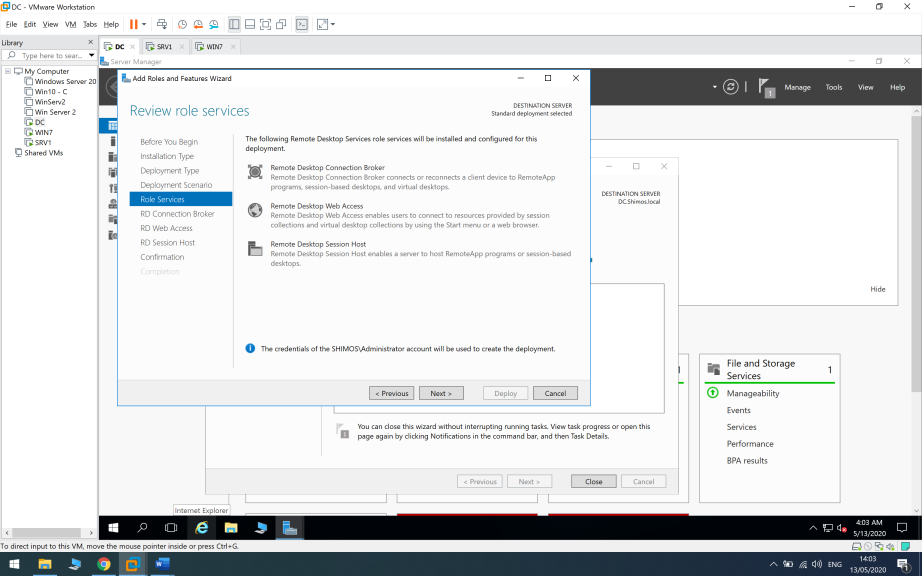 DC - VMware Workstation
File Edit View VM Tabs Help
Library
Type here to sear...
My Computer
Windows Server 20
Win10 - C
WinServ2
Win Server 2
DC
WIN7
SRV1
Shared VMs
DC
SRV1
WIN7
Server Manager
1
Manage
Tools
View
Help
Add Roles and Features Wizard
Review role services
DESTINATION SERVER
Standard deployment selected
Before You Begin
Installation Type
Deployment Type
Deployment Scenario
Role Services
RD Connection Broker
RD Web Access
RD Session Host
Confirmation
Completion
The following Remote Desktop Services role services will be installed and configured for this
deployment.
Remote Desktop Connection Broker
Remote Desktop Connection Broker connects or reconnects a client device to RemoteApp
programs, session-based desktops, and virtual desktops.
Remote Desktop Web Access
Remote Desktop Web Access enables users to connect to resources provided by session
collections and virtual desktop collections by using the Start menu or a web browser.
Remote Desktop Session Host
Remote Desktop Session Host enables a server to host RemoteApp programs or session-based
desktops.
The credentials of the SHIMOS\Administrator account will be used to create the deployment.
< Previous
Next >
Deploy
Cancel
DESTINATION SERVER
DC.Shimos.local
Hide
You can close this wizard without interrupting running tasks. View task progress or open this
page again by clicking Notifications in the command bar, and then Task Details.
< Previous
Next >
Close
Cancel
1
File and Storage
Services
1
Manageability
Events
Services
Performance
BPA results
Internet Explorer
4:03 AM
5/13/2020
To direct input to this VM, move the mouse pointer inside or press Ctrl+G.
ENG
14:03
13/05/2020